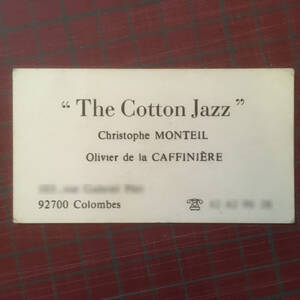 “ The Cotton Jazz ”
Christophe MONTEIL
Olivier de la CAFFINIÈRE
92700 Colombes